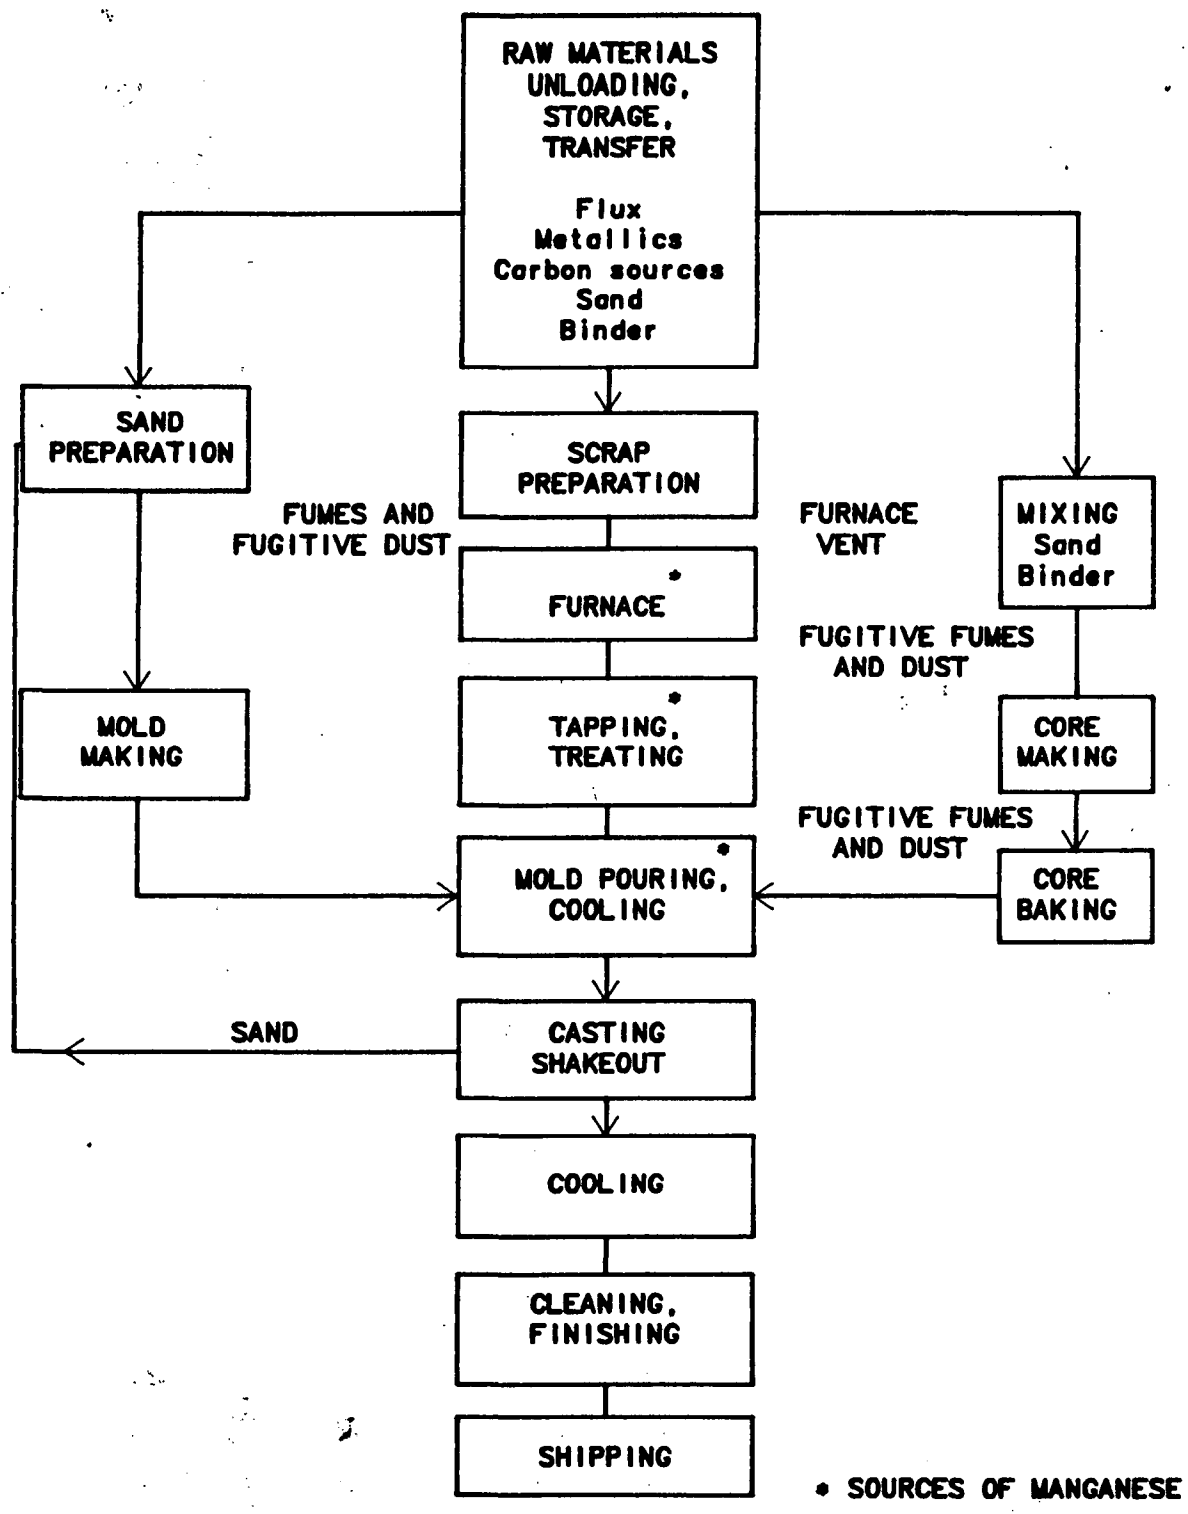 RAW MATERIALS
UNLOADING,
STORAGE,
TRANSFER
Flux
Metallics
Carbon sources
Sand
Binder
SAND
PREPARATION
SCRAP
PREPARATION
FUMES AND
FUGITIVE DUST
FURNACE
VENT
MIXING
Sand
Binder
*
FURNACE
FUGITIVE FUMES
AND DUST
MOLD
MAKING
*
TAPPING,
TREATING
CORE
MAKING
FUGITIVE FUMES
AND DUST
*
MOLD POURING,
COOLING
CORE
BAKING
SAND
CASTING
SHAKEOUT
COOLING
CLEANING,
FINISHING
SHIPPING
* SOURCES OF MANGANESE